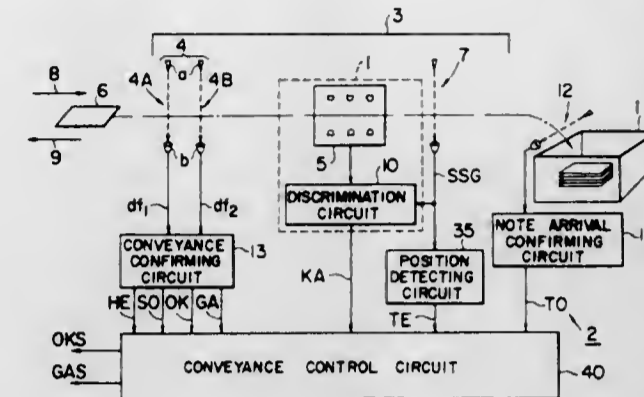 3
4
1
7
8
6
4A
a
4B
12
1
9
5
b
10
SSG
DISCRIMINATION
CIRCUIT
df1
df2
35
NOTE ARRIVAL
CONFIRMING
CIRCUIT
1
CONVEYANCE
CONFIRMING
CIRCUIT
13
POSITION
DETECTING
CIRCUIT
KA
HE
SO
OK
GA
TE
TO
2
OKS
GAS
CONVEYANCE CONTROL CIRCUIT
40